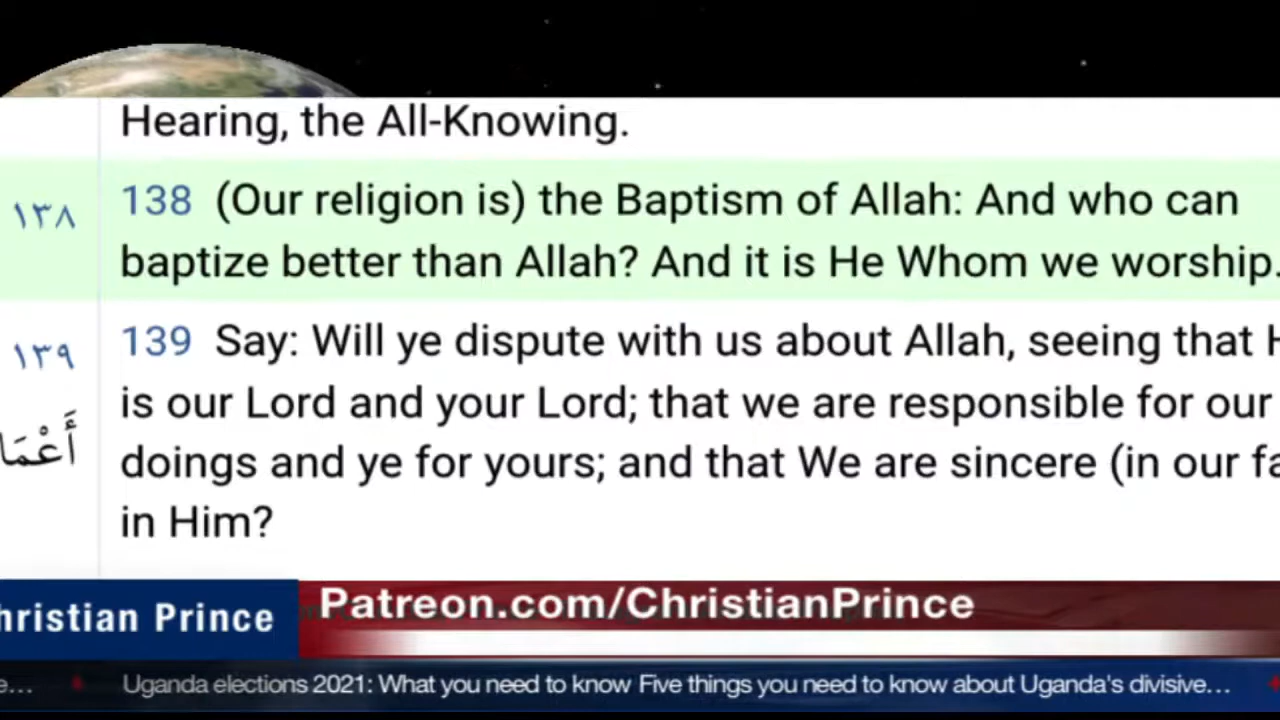 Hearing, the All-Knowing.
١٣٨ 138 (Our religion is) the Baptism of Allah: And who can
baptize better than Allah? And it is He Whom we worship.
١٣٩ 139 Say: Will ye dispute with us about Allah, seeing that H
is our Lord and your Lord; that we are responsible for our
أَعْمَا doings and ye for yours; and that We are sincere (in our fa
in Him?
hristian Prince Patreon.com/ChristianPrince
e... Uganda elections 2021: What you need to know Five things you need to know about Uganda's divisive...